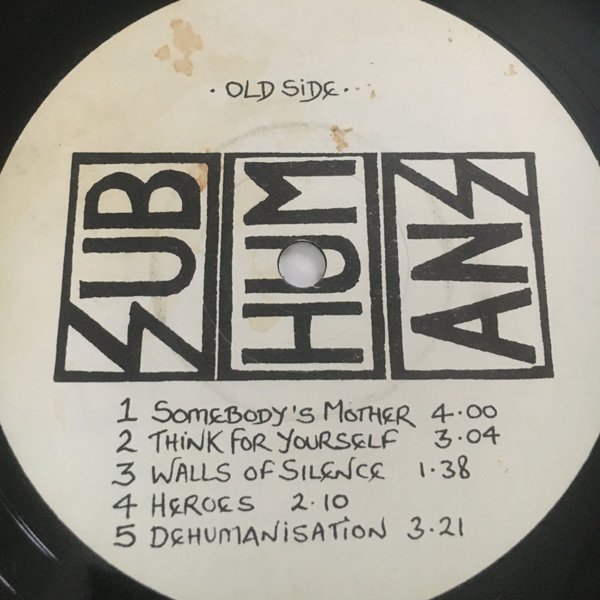 · OLD SIDE ·
SUB
HUM
ANS
1 SOMEBODY'S MOTHER 4·00
2 THINK FOR YOURSELF 3·04
3 WALLS OF SILENCE 1·38
4 HEROES 2·10
5 DEHUMANISATION 3·21